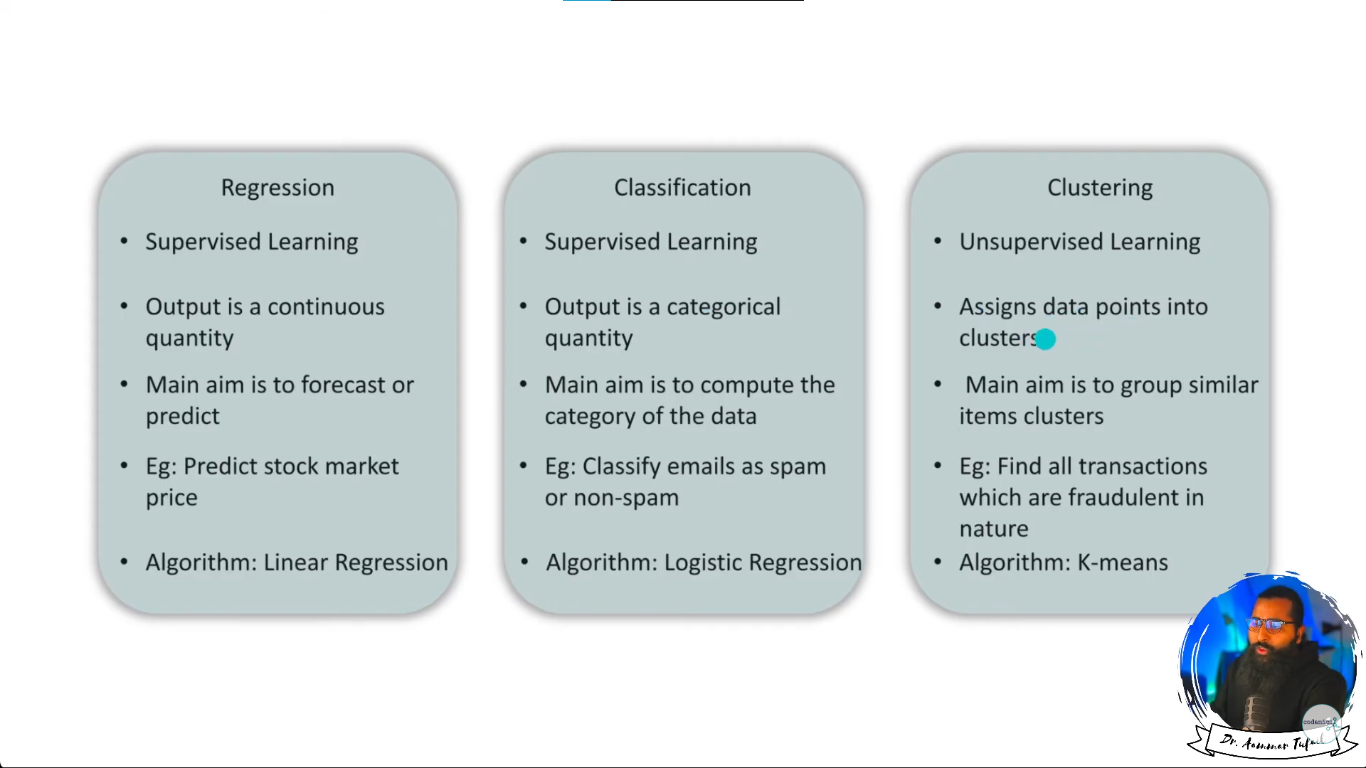 Regression
• Supervised Learning
• Output is a continuous
quantity
• Main aim is to forecast or
predict
• Eg: Predict stock market
price
• Algorithm: Linear Regression
Classification
• Supervised Learning
• Output is a categorical
quantity
• Main aim is to compute the
category of the data
• Eg: Classify emails as spam
or non-spam
• Algorithm: Logistic Regression
Clustering
• Unsupervised Learning
• Assigns data points into
clusters
• Main aim is to group similar
items clusters
• Eg: Find all transactions
which are fraudulent in
nature
• Algorithm: K-means
Dr. Aammar Tufail